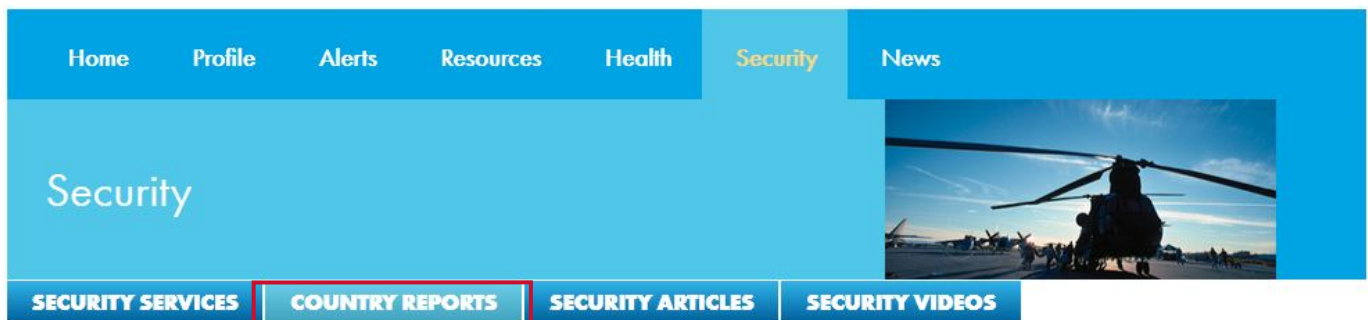 Home Profile Alerts Resources Health Security News
Security
SECURITY SERVICES COUNTRY REPORTS SECURITY ARTICLES SECURITY VIDEOS